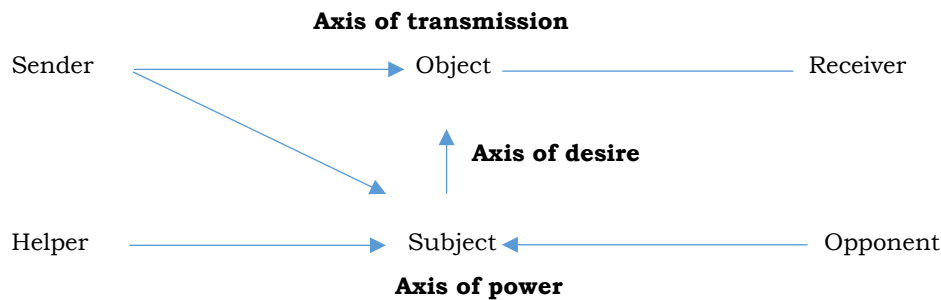 Axis of transmission
Sender Object Receiver
Axis of desire
Helper Subject Opponent
Axis of power